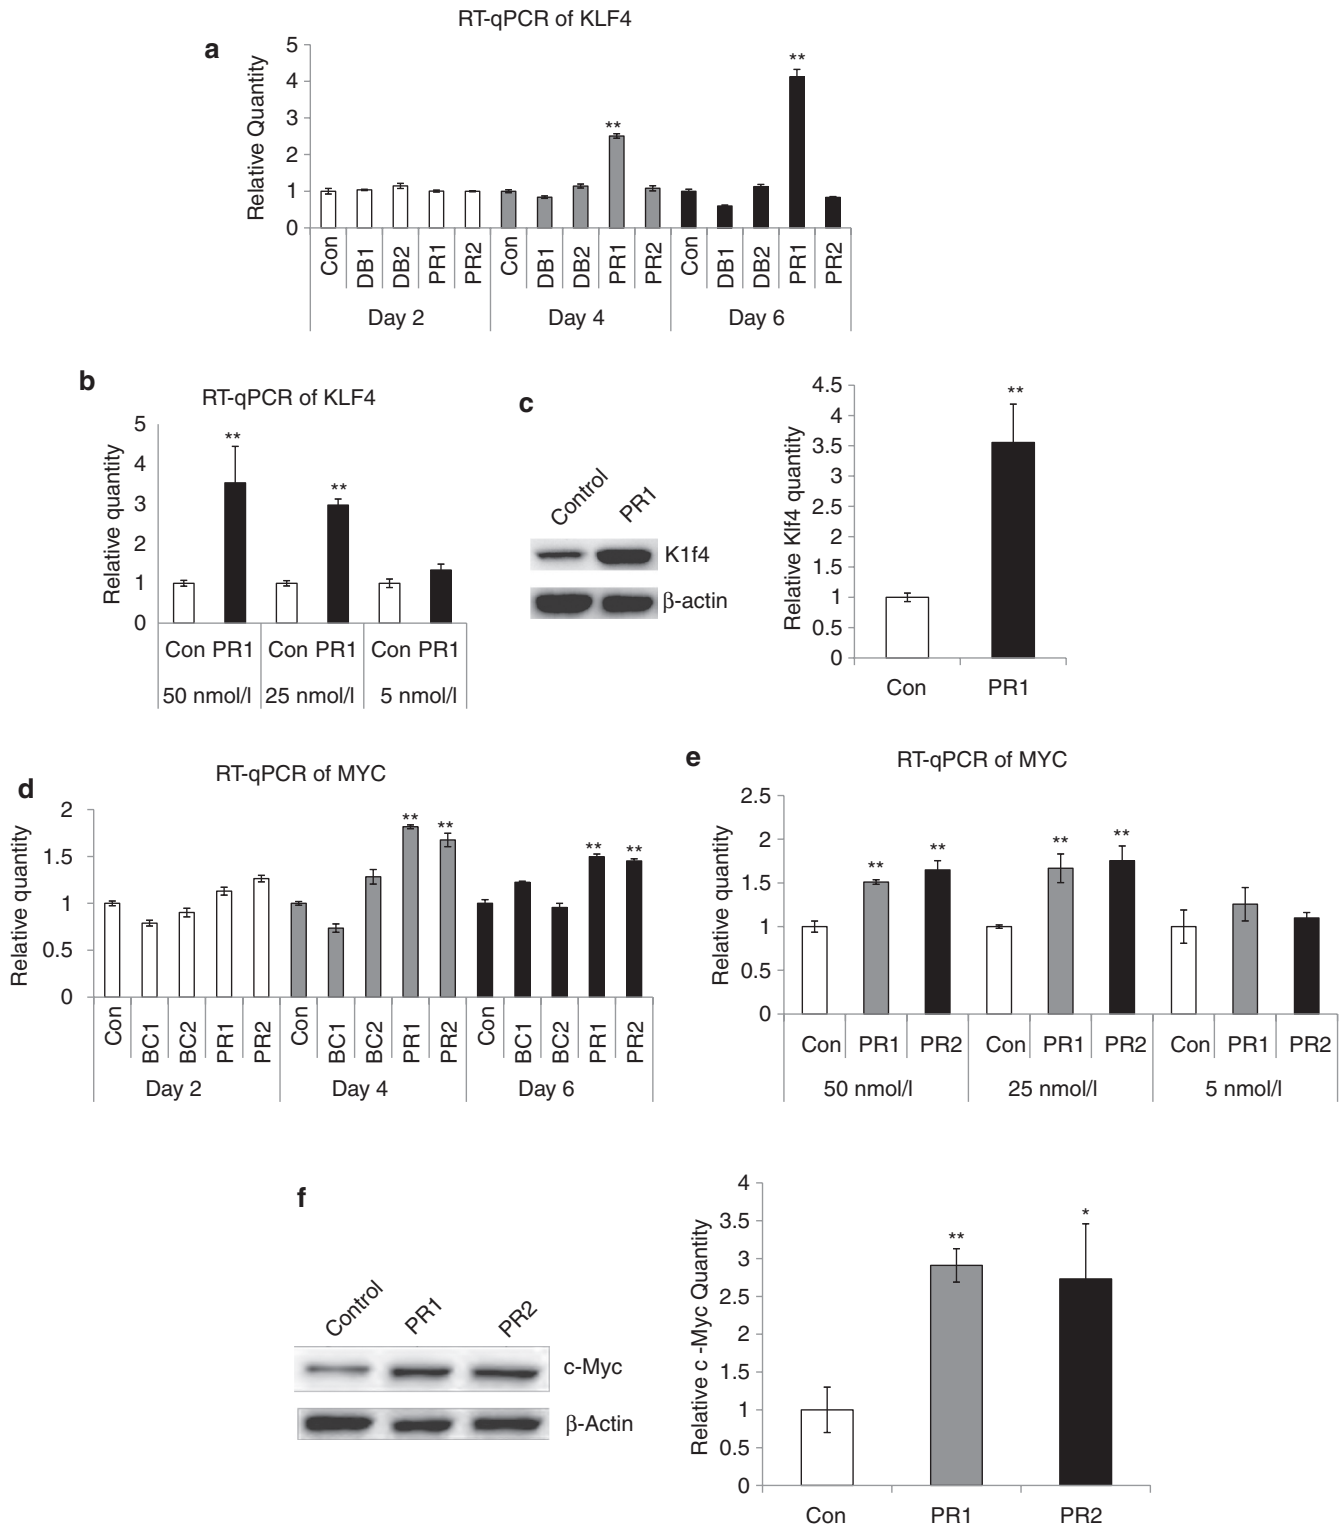 RT-qPCR of KLF4
a
Relative Quantity
5
4
3
2
1
0
Con DB1 DB2 PR1 PR2 Con DB1 DB2 PR1 PR2 Con DB1 DB2 PR1 PR2
** **
Day 2 Day 4 Day 6
b
RT-qPCR of KLF4
Relative quantity
5
4
3
2
1
0
** **
Con PR1 Con PR1 Con PR1
50 nmol/l 25 nmol/l 5 nmol/l
c
Control PR1
K1f4
β-actin
Relative Klf4 quantity
4.5
4
3.5
3
2.5
2
1.5
1
0.5
0
**
Con PR1
d
RT-qPCR of MYC
Relative quantity
2
1.5
1
0.5
0
** ** ** **
Con BC1 BC2 PR1 PR2 Con BC1 BC2 PR1 PR2 Con BC1 BC2 PR1 PR2
Day 2 Day 4 Day 6
e
RT-qPCR of MYC
Relative quantity
2.5
2
1.5
1
0.5
0
** ** ** **
Con PR1 PR2 Con PR1 PR2 Con PR1 PR2
50 nmol/l 25 nmol/l 5 nmol/l
f
Control PR1 PR2
c-Myc
β-Actin
Relative c -Myc Quantity
4
3.5
3
2.5
2
1.5
1
0.5
0
** *
Con PR1 PR2